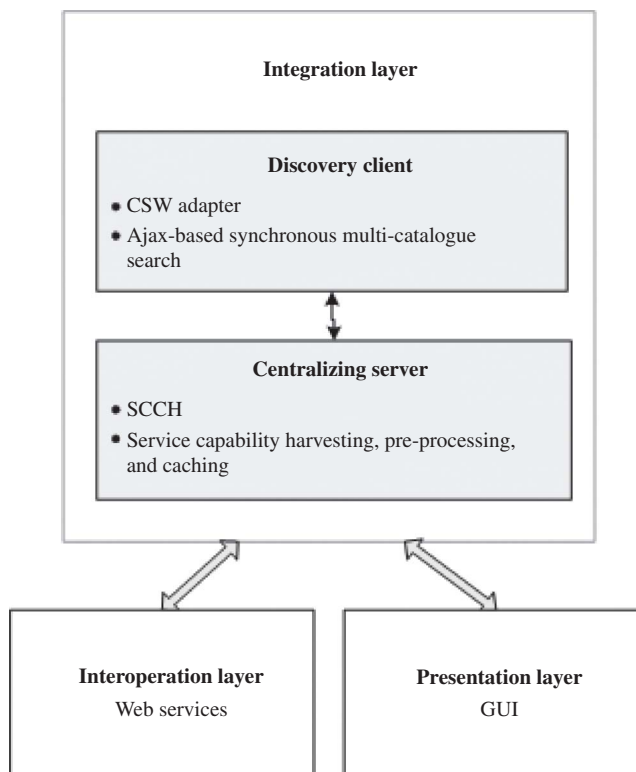 Integration layer
Discovery client
• CSW adapter
• Ajax-based synchronous multi-catalogue
search
Centralizing server
• SCCH
• Service capability harvesting, pre-processing,
and caching
Interoperation layer
Web services
Presentation layer
GUI